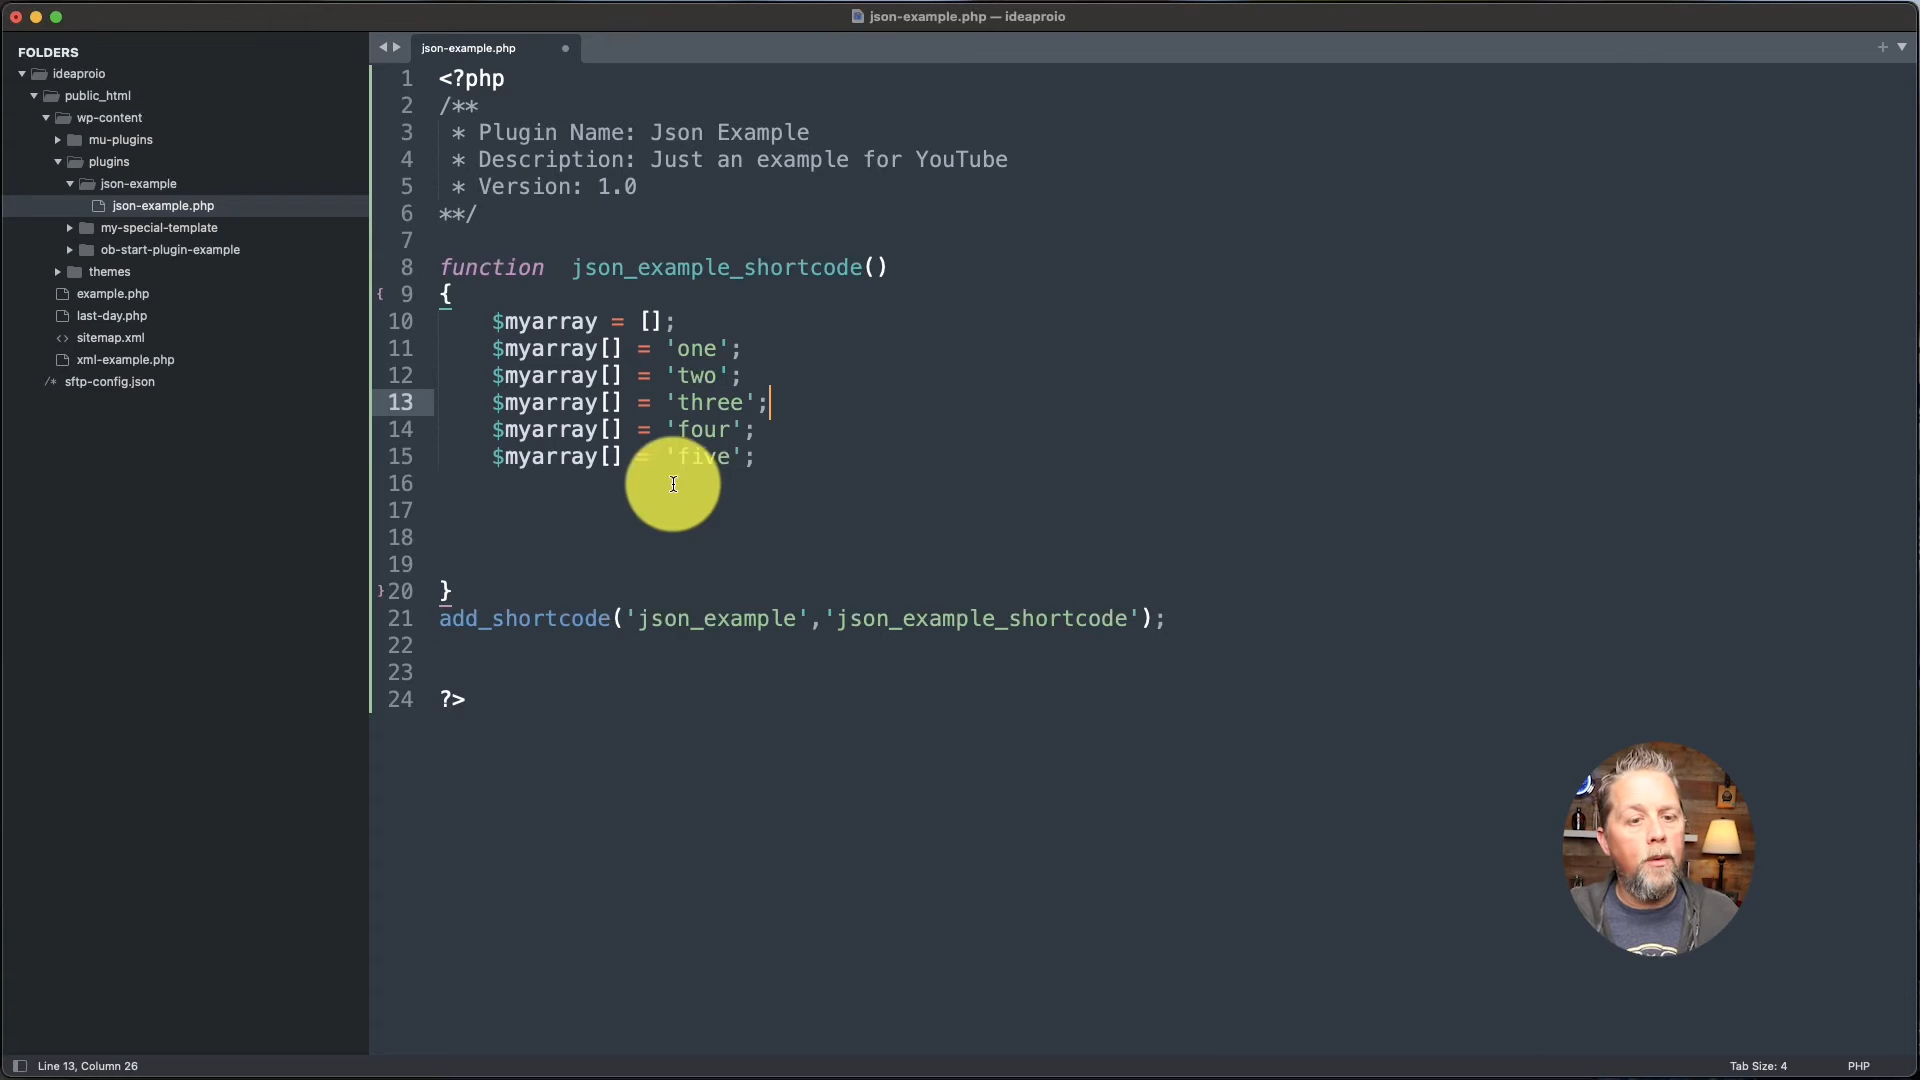 json-example.php — ideaproio
FOLDERS
ideaproio
public_html
wp-content
mu-plugins
plugins
json-example
json-example.php
my-special-template
ob-start-plugin-example
themes
example.php
last-day.php
<> sitemap.xml
xml-example.php
/* sftp-config.json
json-example.php
1 <?php
2 /**
3 * Plugin Name: Json Example
4 * Description: Just an example for YouTube
5 * Version: 1.0
6 **/
7
8 function json_example_shortcode()
{ 9 {
10 $myarray = [];
11 $myarray[] = 'one';
12 $myarray[] = 'two';
13 $myarray[] = 'three';
14 $myarray[] = 'four';
15 $myarray[] = 'five';
16
17
18
19
} 20 }
21 add_shortcode('json_example','json_example_shortcode');
22
23
24 ?>
Line 13, Column 26
Tab Size: 4
PHP